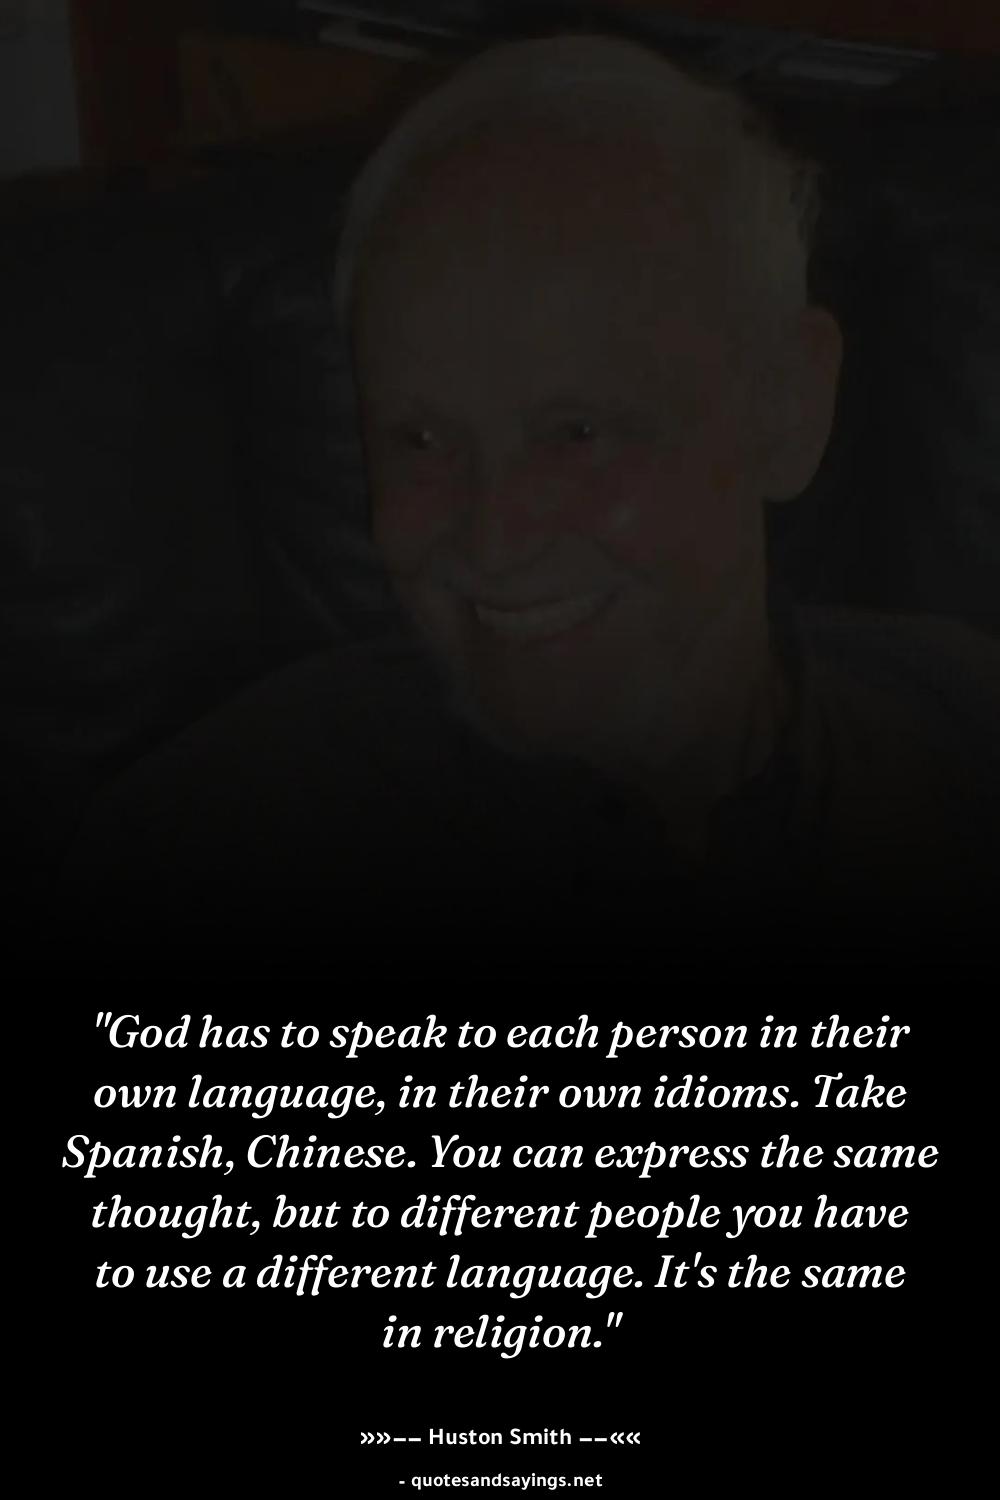 "God has to speak to each person in their
own language, in their own idioms. Take
Spanish, Chinese. You can express the same
thought, but to different people you have
to use a different language. It's the same
in religion."
»»–– Huston Smith ––««
- quotesandsayings.net